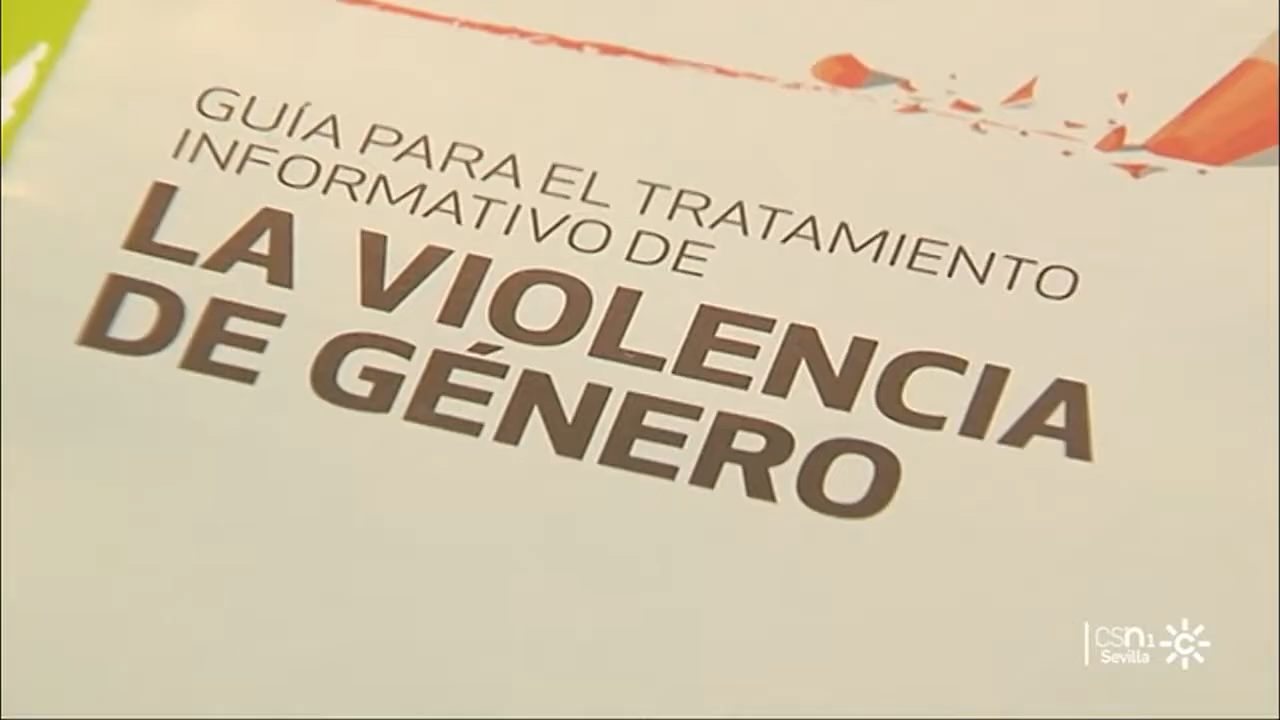 GUÍA PARA EL TRATAMIENTO
INFORMATIVO DE
LA VIOLENCIA
DE GÉNERO
CSn1
Sevilla